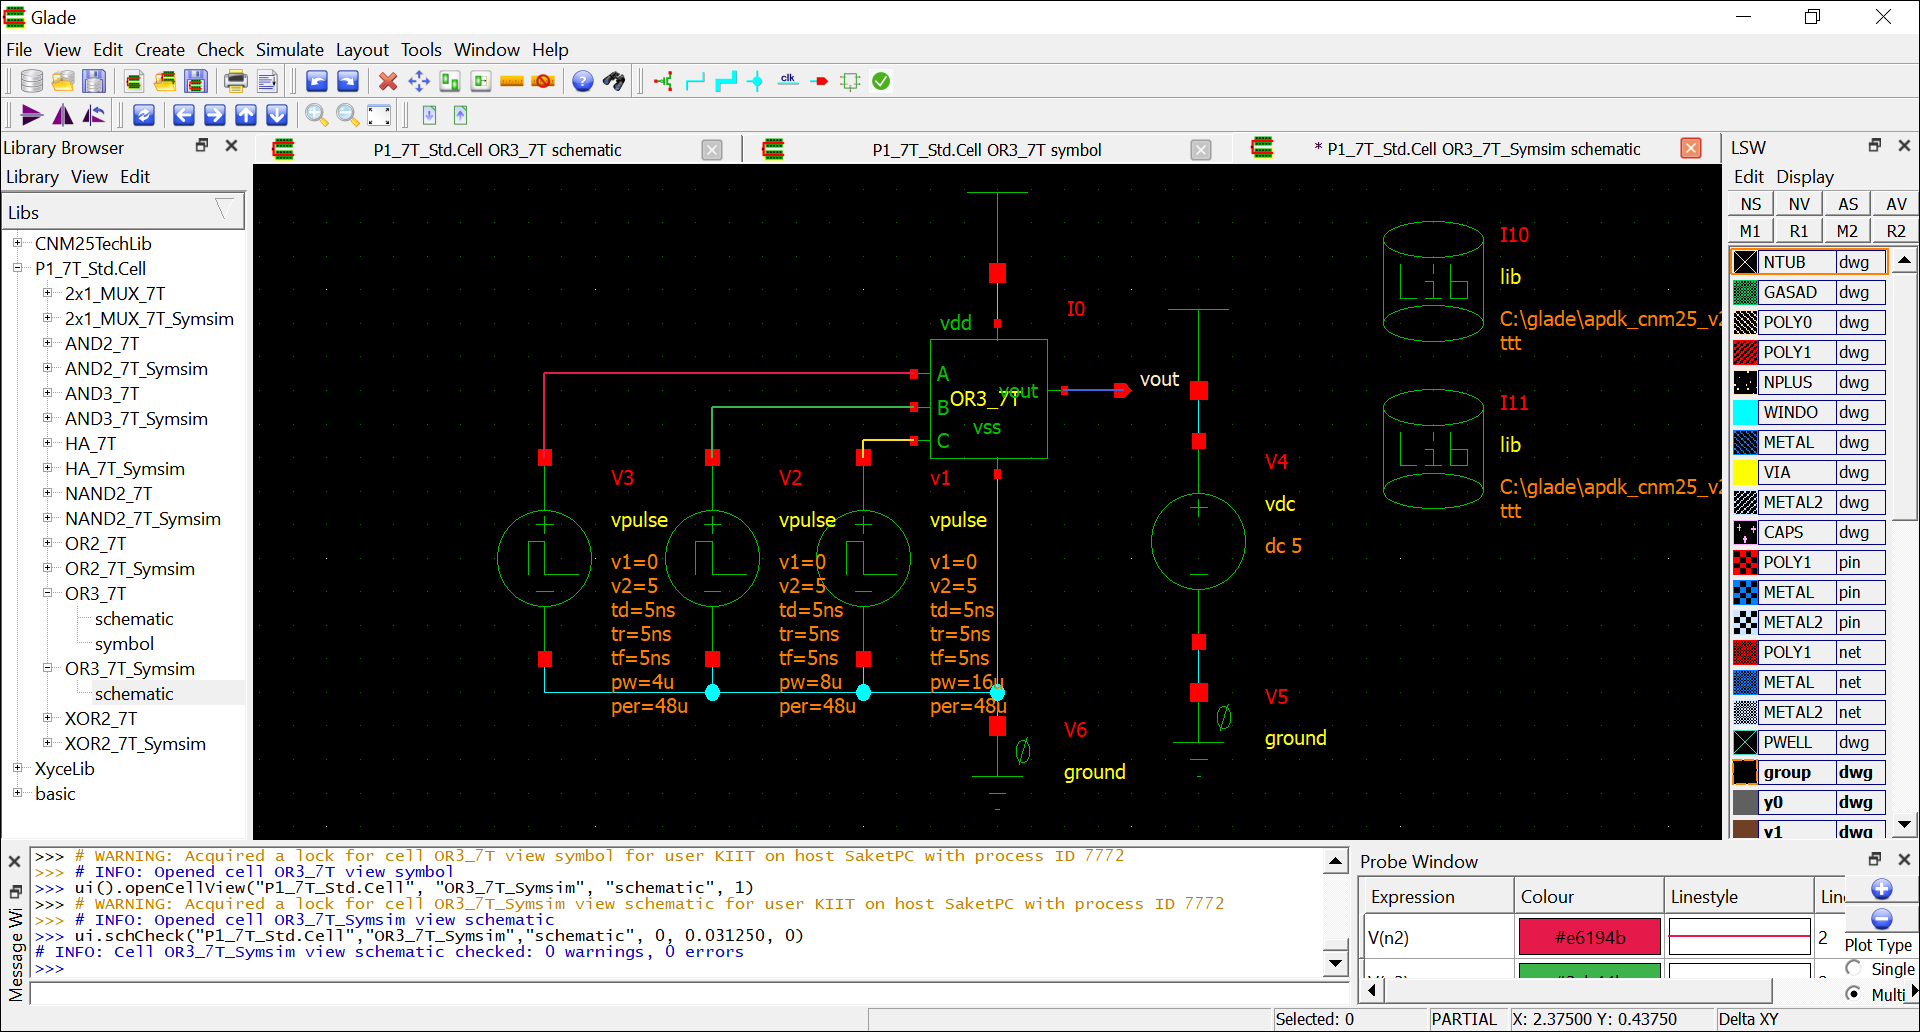 Glade
File View Edit Create Check Simulate Layout Tools Window Help
clk
Library Browser
Library View Edit
Libs
CNM25TechLib
P1_7T_Std.Cell
2x1_MUX_7T
2x1_MUX_7T_Symsim
AND2_7T
AND2_7T_Symsim
AND3_7T
AND3_7T_Symsim
HA_7T
HA_7T_Symsim
NAND2_7T
NAND2_7T_Symsim
OR2_7T
OR2_7T_Symsim
OR3_7T
schematic
symbol
OR3_7T_Symsim
schematic
XOR2_7T
XOR2_7T_Symsim
XyceLib
basic
P1_7T_Std.Cell OR3_7T schematic
P1_7T_Std.Cell OR3_7T symbol
* P1_7T_Std.Cell OR3_7T_Symsim schematic
I0
vdd
A
B
C
OR3_7T
vout
vss
vout
V3
vpulse
v1=0
v2=5
td=5ns
tr=5ns
tf=5ns
pw=4u
per=48u
V2
vpulse
v1=0
v2=5
td=5ns
tr=5ns
tf=5ns
pw=8u
per=48u
v1
vpulse
v1=0
v2=5
td=5ns
tr=5ns
tf=5ns
pw=16u
per=48u
V6
ground
V4
vdc
dc 5
V5
ground
Lib
I10
lib
C:\glade\apdk_cnm25_v2
ttt
Lib
I11
lib
C:\glade\apdk_cnm25_v2
ttt
LSW
Edit Display
NS NV AS AV
M1 R1 M2 R2
NTUB dwg
GASAD dwg
POLY0 dwg
POLY1 dwg
NPLUS dwg
WINDO dwg
METAL dwg
VIA dwg
METAL2 dwg
CAPS dwg
POLY1 pin
METAL pin
METAL2 pin
POLY1 net
METAL net
METAL2 net
PWELL dwg
group dwg
y0 dwg
y1 dwg
Message Wi
>>> # WARNING: Acquired a lock for cell OR3_7T view symbol for user KIIT on host SaketPC with process ID 7772
>>> # INFO: Opened cell OR3_7T view symbol
>>> ui().openCellView("P1_7T_Std.Cell", "OR3_7T_Symsim", "schematic", 1)
>>> # WARNING: Acquired a lock for cell OR3_7T_Symsim view schematic for user KIIT on host SaketPC with process ID 7772
>>> # INFO: Opened cell OR3_7T_Symsim view schematic
>>> ui.schCheck("P1_7T_Std.Cell","OR3_7T_Symsim","schematic", 0, 0.031250, 0)
# INFO: Cell OR3_7T_Symsim view schematic checked: 0 warnings, 0 errors
>>>
Probe Window
Expression Colour Linestyle Line
V(n2) #e6194b 2
Plot Type
Single
Multi
Selected: 0 PARTIAL X: 2.37500 Y: 0.43750 Delta XY